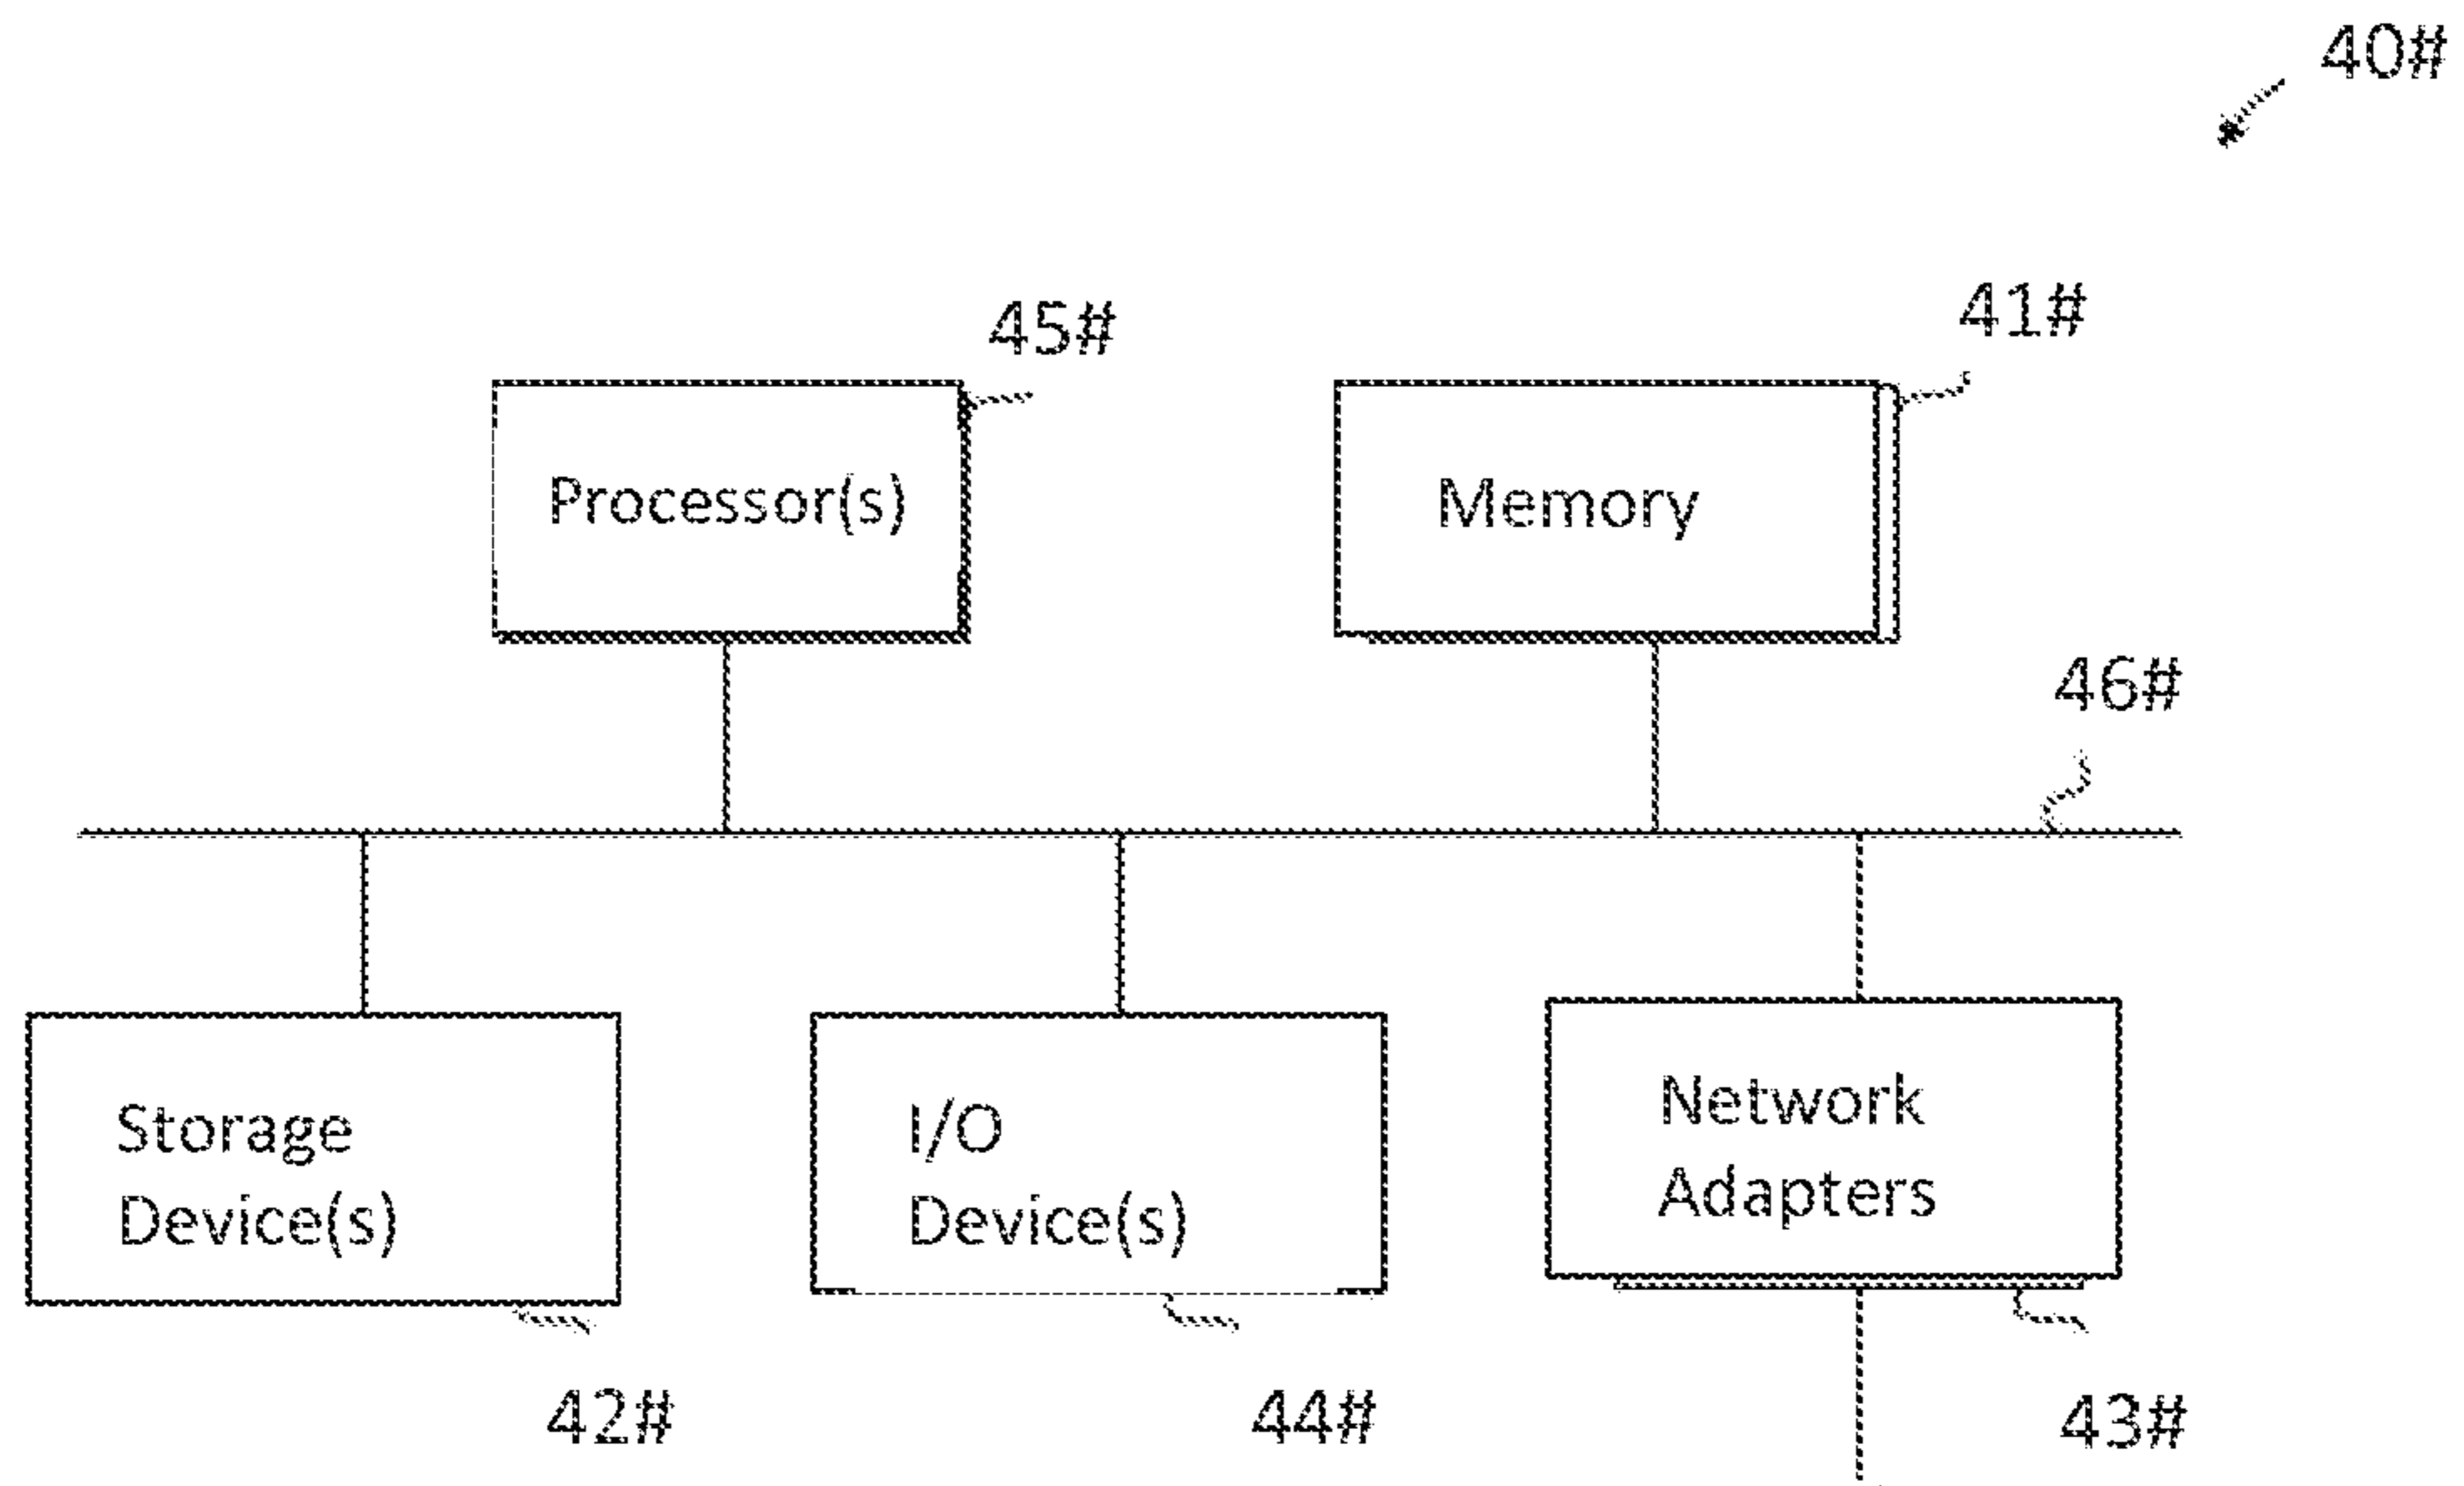 40#
45#
41#
Processor(s)
Memory
46#
Storage
Device(s)
I/O
Device(s)
Network
Adapters
42#
44#
43#